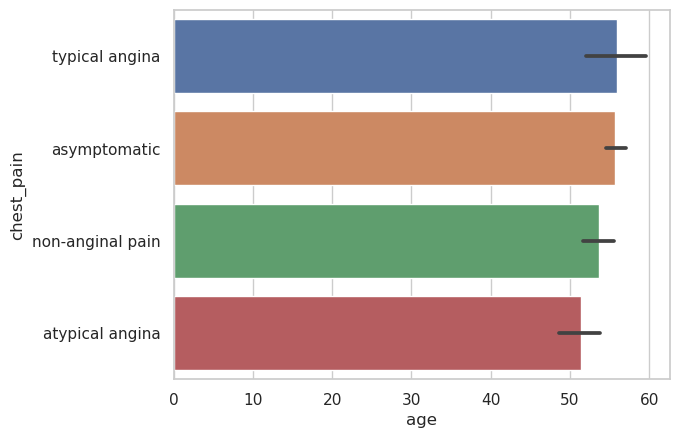 typical angina
asymptomatic
non-anginal pain
atypical angina
chest_pain
0 10 20 30 40 50 60
age